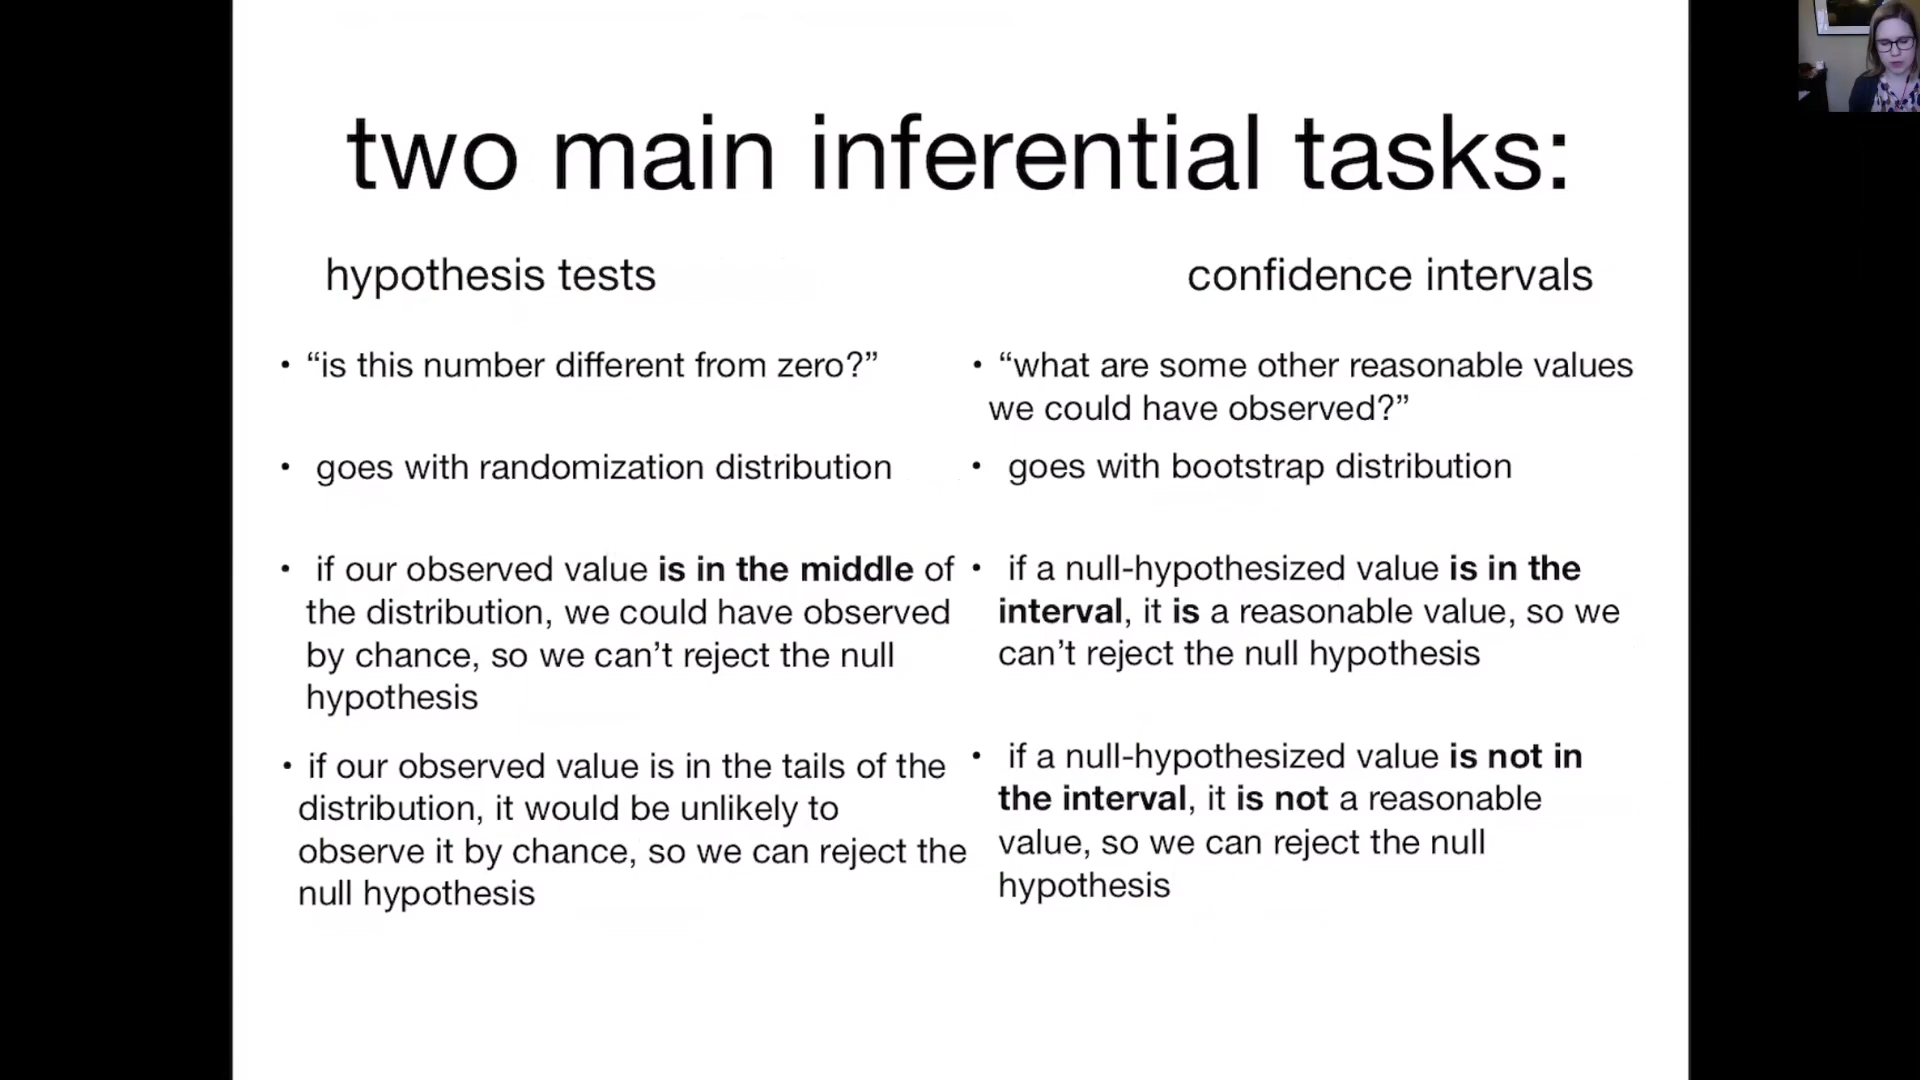 two main inferential tasks:
hypothesis tests
• “is this number different from zero?”
• goes with randomization distribution
• if our observed value is in the middle of
the distribution, we could have observed
by chance, so we can’t reject the null
hypothesis
• if our observed value is in the tails of the
distribution, it would be unlikely to
observe it by chance, so we can reject the
null hypothesis
confidence intervals
• “what are some other reasonable values
we could have observed?”
• goes with bootstrap distribution
• if a null-hypothesized value is in the
interval, it is a reasonable value, so we
can’t reject the null hypothesis
• if a null-hypothesized value is not in
the interval, it is not a reasonable
value, so we can reject the null
hypothesis